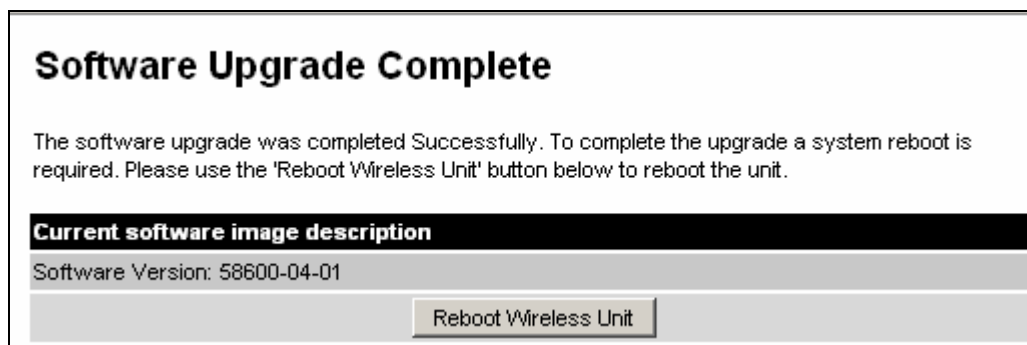 Software Upgrade Complete
The software upgrade was completed Successfully. To complete the upgrade a system reboot is
required. Please use the 'Reboot Wireless Unit' button below to reboot the unit.
Current software image description
Software Version: 58600-04-01
Reboot Wireless Unit